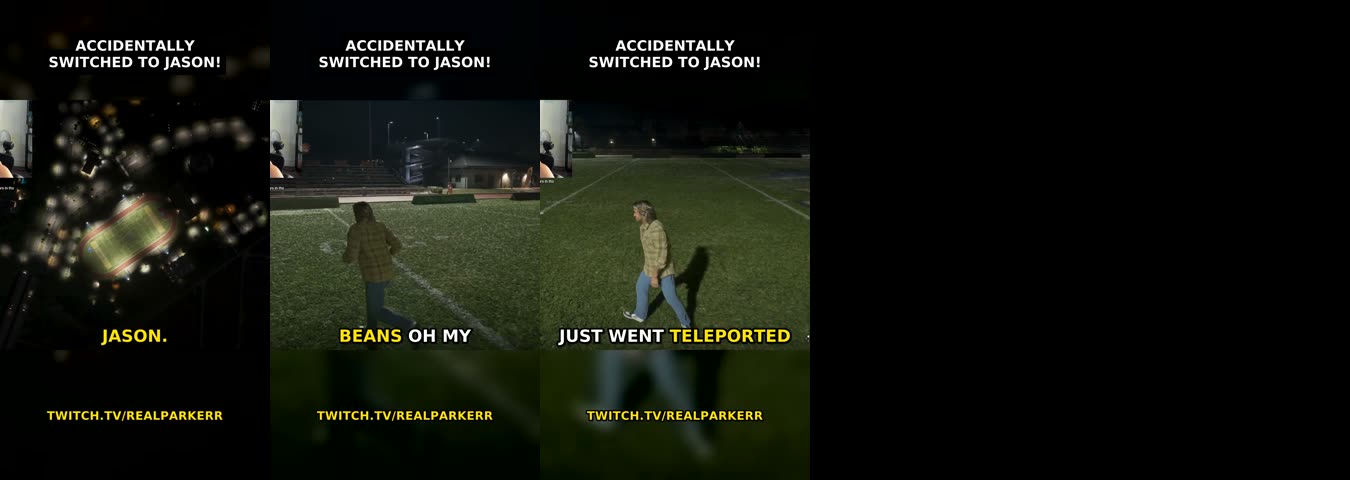 ACCIDENTALLY
SWITCHED TO JASON!
JASON.
TWITCH.TV/REALPARKERR
ACCIDENTALLY
SWITCHED TO JASON!
BEANS OH MY
TWITCH.TV/REALPARKERR
ACCIDENTALLY
SWITCHED TO JASON!
JUST WENT TELEPORTED
TWITCH.TV/REALPARKERR